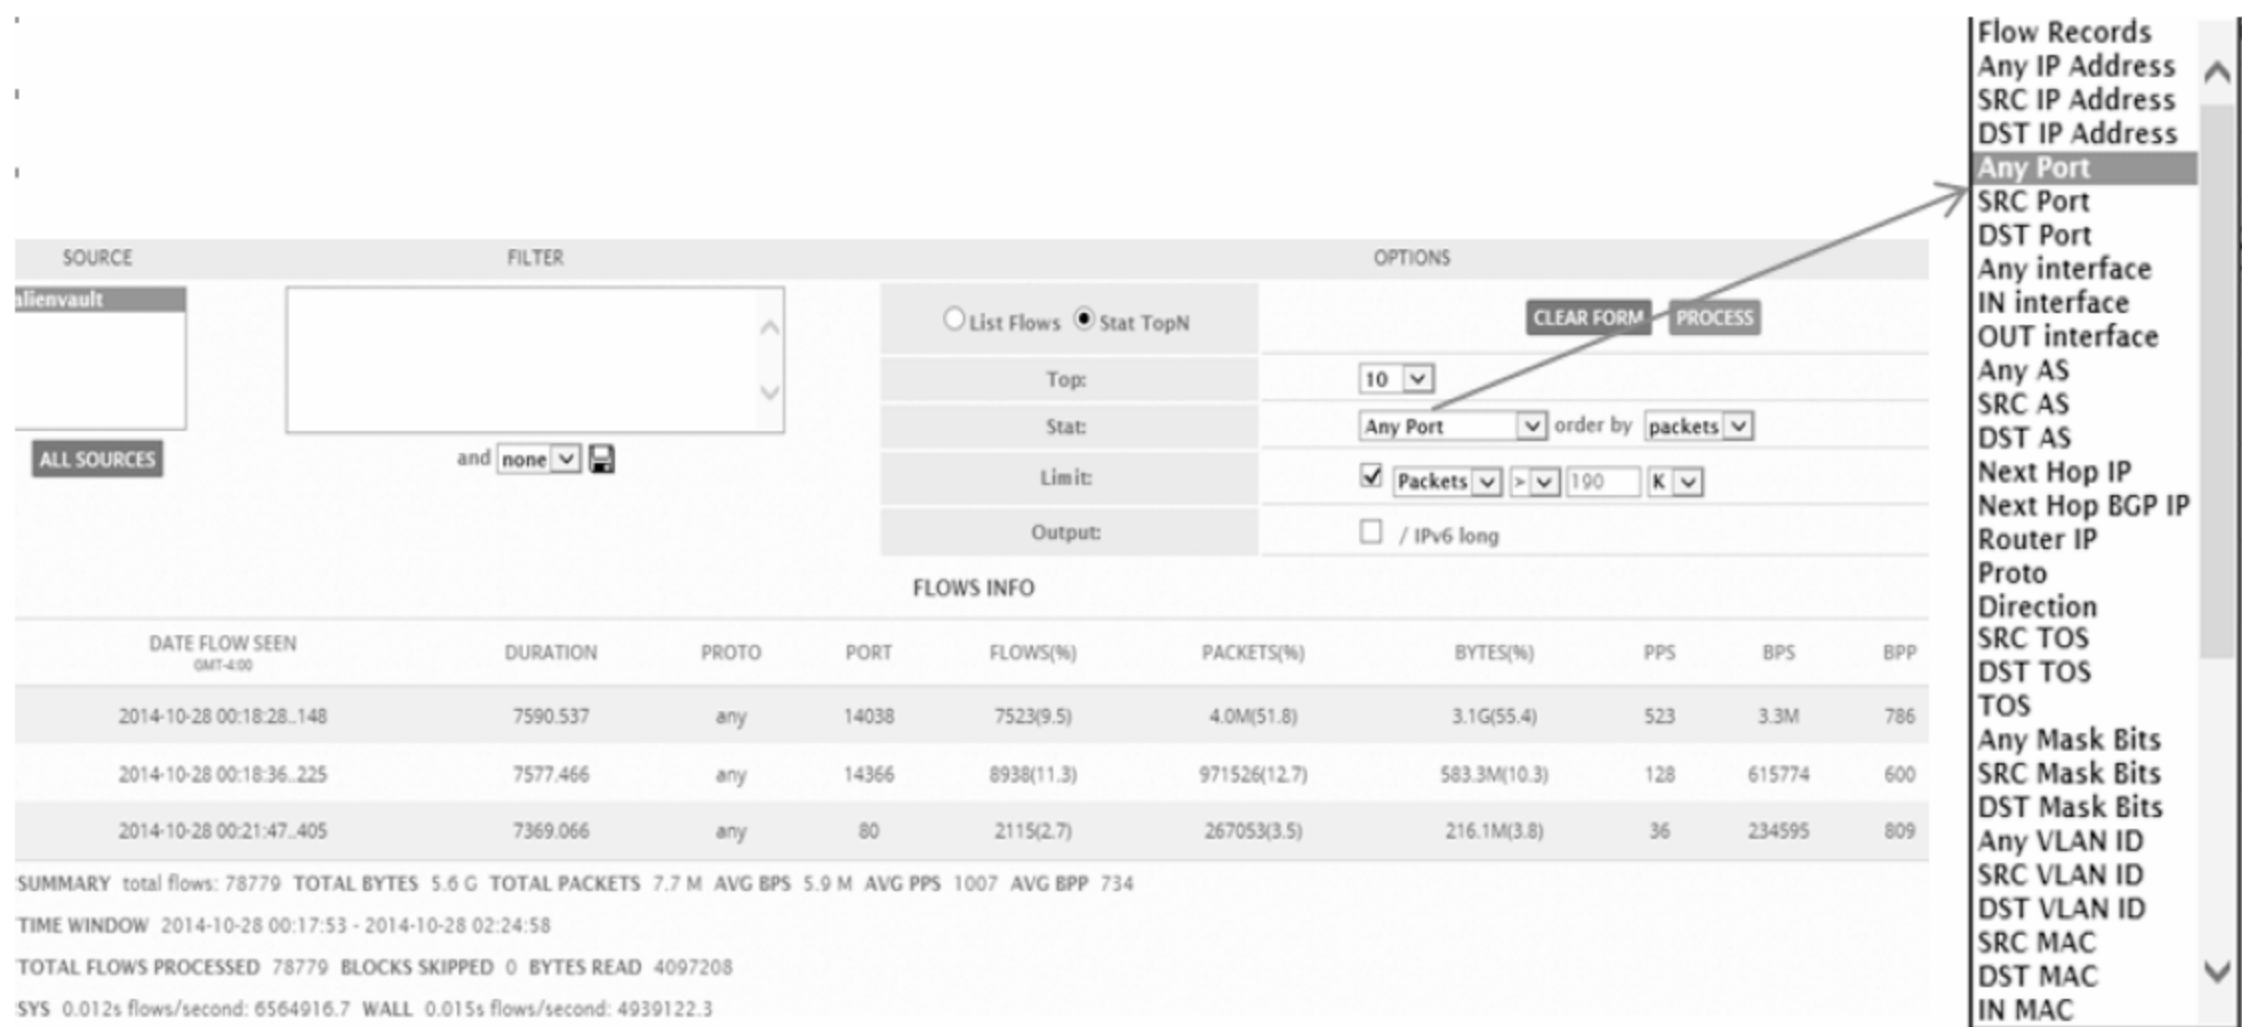 SOURCE FILTER OPTIONS
alienvault
ALL SOURCES
and none
List Flows Stat TopN CLEAR FORM PROCESS
Top: 10
Stat: Any Port order by packets
Limit: Packets > 190 K
Output: / IPv6 long
FLOWS INFO
DATE FLOW SEEN DURATION PROTO PORT FLOWS(%) PACKETS(%) BYTES(%) PPS BPS BPP
GMT-4:00
2014-10-28 00:18:28..148 7590.537 any 14038 7523(9.5) 4.0M(51.8) 3.1G(55.4) 523 3.3M 786
2014-10-28 00:18:36..225 7577.466 any 14366 8938(11.3) 971526(12.7) 583.3M(10.3) 128 615774 600
2014-10-28 00:21:47..405 7369.066 any 80 2115(2.7) 267053(3.5) 216.1M(3.8) 36 234595 809
SUMMARY total flows: 78779 TOTAL BYTES 5.6 G TOTAL PACKETS 7.7 M AVG BPS 5.9 M AVG PPS 1007 AVG BPP 734
TIME WINDOW 2014-10-28 00:17:53 - 2014-10-28 02:24:58
TOTAL FLOWS PROCESSED 78779 BLOCKS SKIPPED 0 BYTES READ 4097208
SYS 0.012s flows/second: 6564916.7 WALL 0.015s flows/second: 4939122.3
Flow Records
Any IP Address
SRC IP Address
DST IP Address
Any Port
SRC Port
DST Port
Any interface
IN interface
OUT interface
Any AS
SRC AS
DST AS
Next Hop IP
Next Hop BGP IP
Router IP
Proto
Direction
SRC TOS
DST TOS
TOS
Any Mask Bits
SRC Mask Bits
DST Mask Bits
Any VLAN ID
SRC VLAN ID
DST VLAN ID
SRC MAC
DST MAC
IN MAC